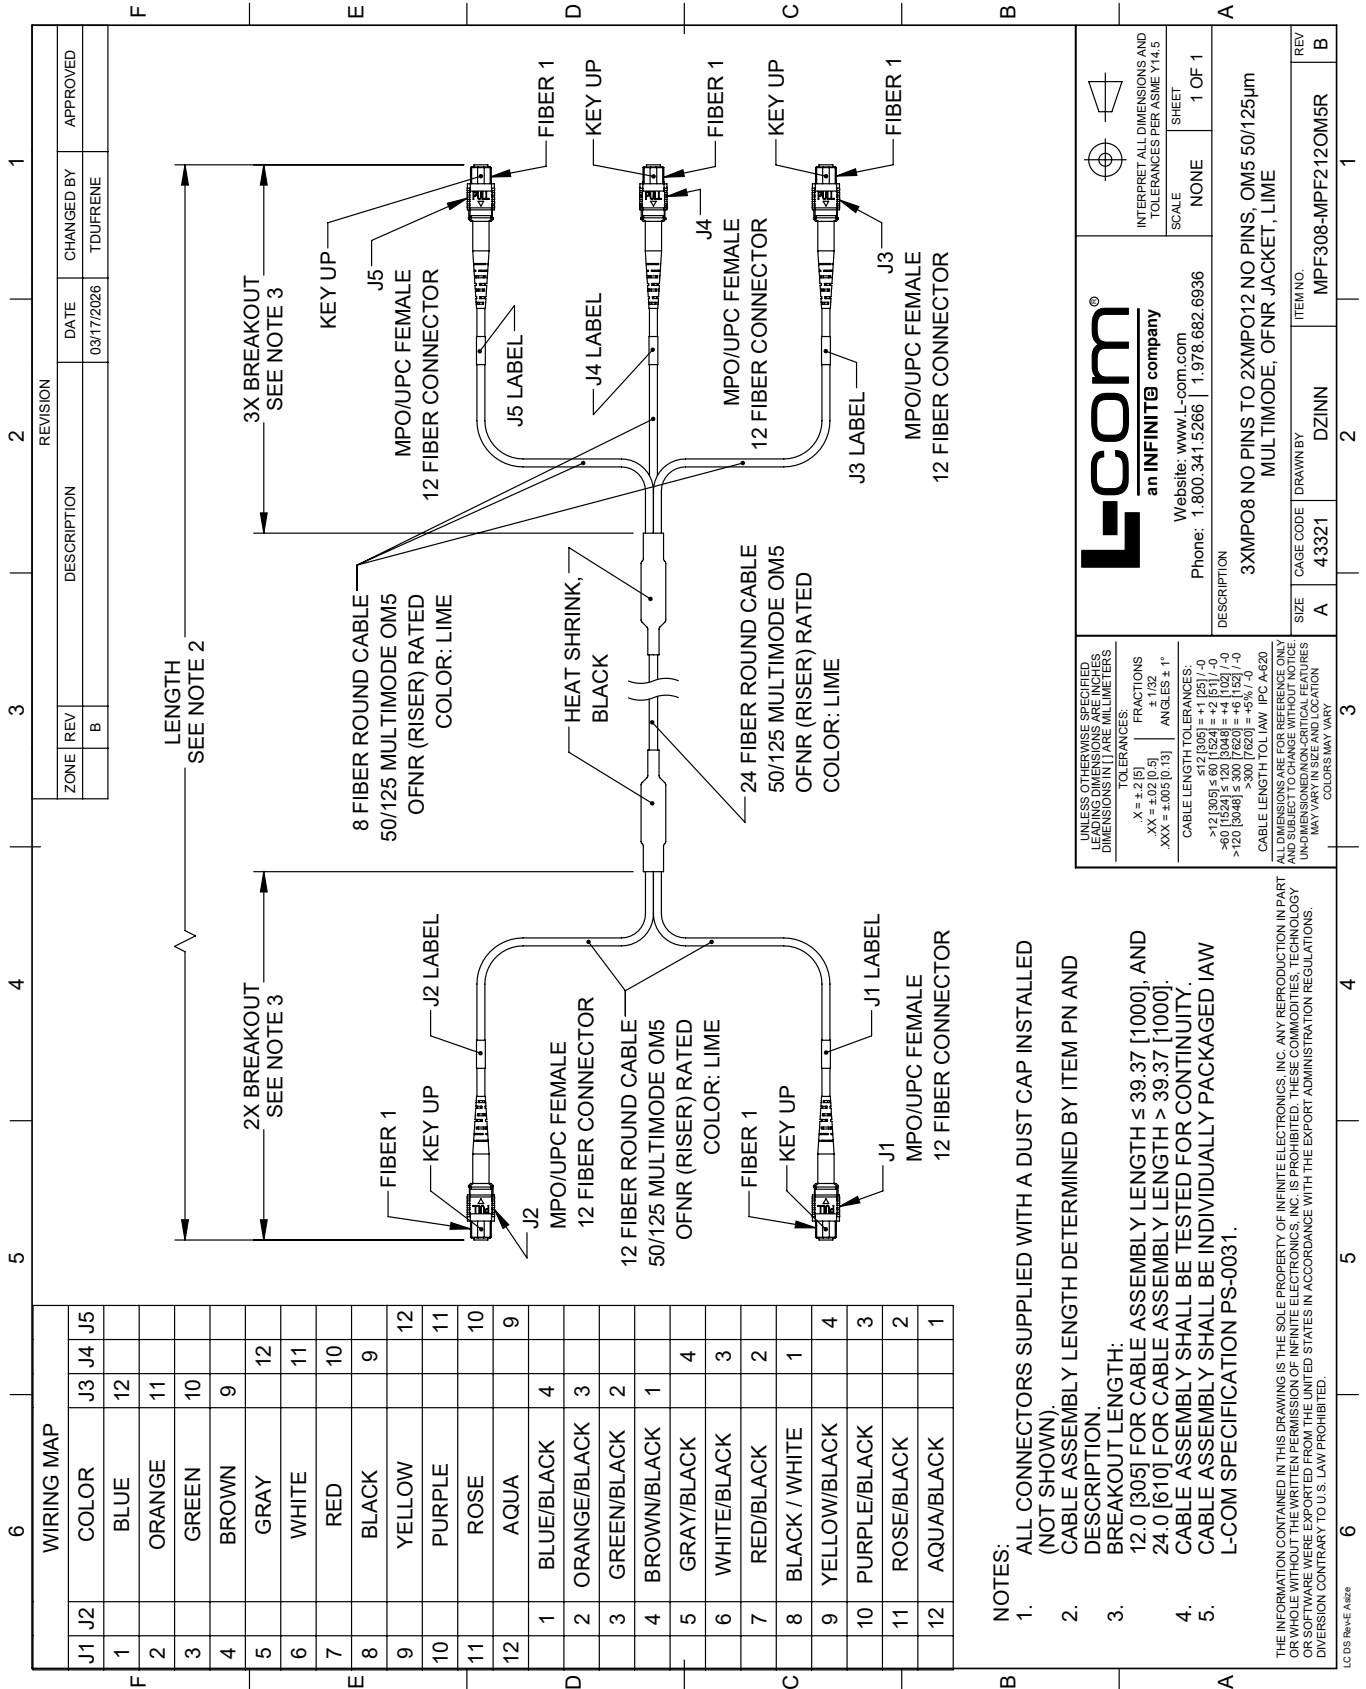 6 5 4 3 2 1
F
E
D
C
B
A
REVISION
ZONE REV DESCRIPTION DATE CHANGED BY APPROVED
B 03/17/2026 TDUFRENE
WIRING MAP
J1 J2 COLOR J3 J4 J5
1 BLUE 12
2 ORANGE 11
3 GREEN 10
4 BROWN 9
5 GRAY 12
6 WHITE 11
7 RED 10
8 BLACK 9
9 YELLOW 12
10 PURPLE 11
11 ROSE 10
12 AQUA 9
1 BLUE/BLACK 4
2 ORANGE/BLACK 3
3 GREEN/BLACK 2
4 BROWN/BLACK 1
5 GRAY/BLACK 4
6 WHITE/BLACK 3
7 RED/BLACK 2
8 BLACK / WHITE 1
9 YELLOW/BLACK 4
10 PURPLE/BLACK 3
11 ROSE/BLACK 2
12 AQUA/BLACK 1
LENGTH
SEE NOTE 2
2X BREAKOUT
SEE NOTE 3
3X BREAKOUT
SEE NOTE 3
FIBER 1
KEY UP
PULL
J2
MPO/UPC FEMALE
12 FIBER CONNECTOR
J2 LABEL
12 FIBER ROUND CABLE
50/125 MULTIMODE OM5
OFNR (RISER) RATED
COLOR: LIME
FIBER 1
KEY UP
PULL
J1
MPO/UPC FEMALE
12 FIBER CONNECTOR
J1 LABEL
8 FIBER ROUND CABLE
50/125 MULTIMODE OM5
OFNR (RISER) RATED
COLOR: LIME
HEAT SHRINK,
BLACK
24 FIBER ROUND CABLE
50/125 MULTIMODE OM5
OFNR (RISER) RATED
COLOR: LIME
KEY UP
J5
MPO/UPC FEMALE
12 FIBER CONNECTOR
J5 LABEL
PULL
FIBER 1
KEY UP
J4 LABEL
PULL
FIBER 1
J4
MPO/UPC FEMALE
12 FIBER CONNECTOR
KEY UP
PULL
FIBER 1
J3
J3 LABEL
MPO/UPC FEMALE
12 FIBER CONNECTOR
NOTES:
1. ALL CONNECTORS SUPPLIED WITH A DUST CAP INSTALLED
(NOT SHOWN).
2. CABLE ASSEMBLY LENGTH DETERMINED BY ITEM PN AND
DESCRIPTION.
3. BREAKOUT LENGTH:
12.0 [305] FOR CABLE ASSEMBLY LENGTH ≤ 39.37 [1000], AND
24.0 [610] FOR CABLE ASSEMBLY LENGTH > 39.37 [1000].
4. CABLE ASSEMBLY SHALL BE TESTED FOR CONTINUITY.
5. CABLE ASSEMBLY SHALL BE INDIVIDUALLY PACKAGED IAW
L-COM SPECIFICATION PS-0031.
THE INFORMATION CONTAINED IN THIS DRAWING IS THE SOLE PROPERTY OF INFINITE ELECTRONICS, INC. ANY REPRODUCTION IN PART
OR WHOLE WITHOUT THE WRITTEN PERMISSION OF INFINITE ELECTRONICS, INC. IS PROHIBITED. THESE COMMODITIES, TECHNOLOGY
OR SOFTWARE WERE EXPORTED FROM THE UNITED STATES IN ACCORDANCE WITH THE EXPORT ADMINISTRATION REGULATIONS.
DIVERSION CONTRARY TO U.S. LAW PROHIBITED.
LC DS Rev-E Asize
UNLESS OTHERWISE SPECIFIED
LEADING DIMENSIONS ARE INCHES
DIMENSIONS IN [ ] ARE MILLIMETERS
TOLERANCES:
.X = ±.2 [5] FRACTIONS
.XX = ±.02 [0.5] ± 1/32
.XXX = ±.005 [0.13] ANGLES ± 1°
CABLE LENGTH TOLERANCES:
≤12 [305] = +1 [25] / -0
>12 [305] ≤ 60 [1524] = +2 [51] / -0
>60 [1524] ≤ 120 [3048] = +4 [102] / -0
>120 [3048] ≤ 300 [7620] = +6 [152] / -0
>300 [7620] = +5% / -0
CABLE LENGTH TOL IAW IPC A-620
ALL DIMENSIONS ARE FOR REFERENCE ONLY
AND SUBJECT TO CHANGE WITHOUT NOTICE.
UN-DIMENSIONED/NON-CRITICAL FEATURES
MAY VARY IN SIZE AND LOCATION
COLORS MAY VARY
L-com®
an INFINIT@ company
Website: www.L-com.com
Phone: 1.800.341.5266 | 1.978.682.6936
INTERPRET ALL DIMENSIONS AND
TOLERANCES PER ASME Y14.5
SCALE SHEET
NONE 1 OF 1
DESCRIPTION
3XMPO8 NO PINS TO 2XMPO12 NO PINS, OM5 50/125µm
MULTIMODE, OFNR JACKET, LIME
SIZE CAGE CODE DRAWN BY ITEM NO. REV
A 43321 DZINN MPF308-MPF212OM5R B
6 5 4 3 2 1
F
E
D
C
B
A